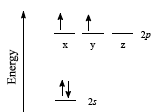 Energy
x y z 2p
2s